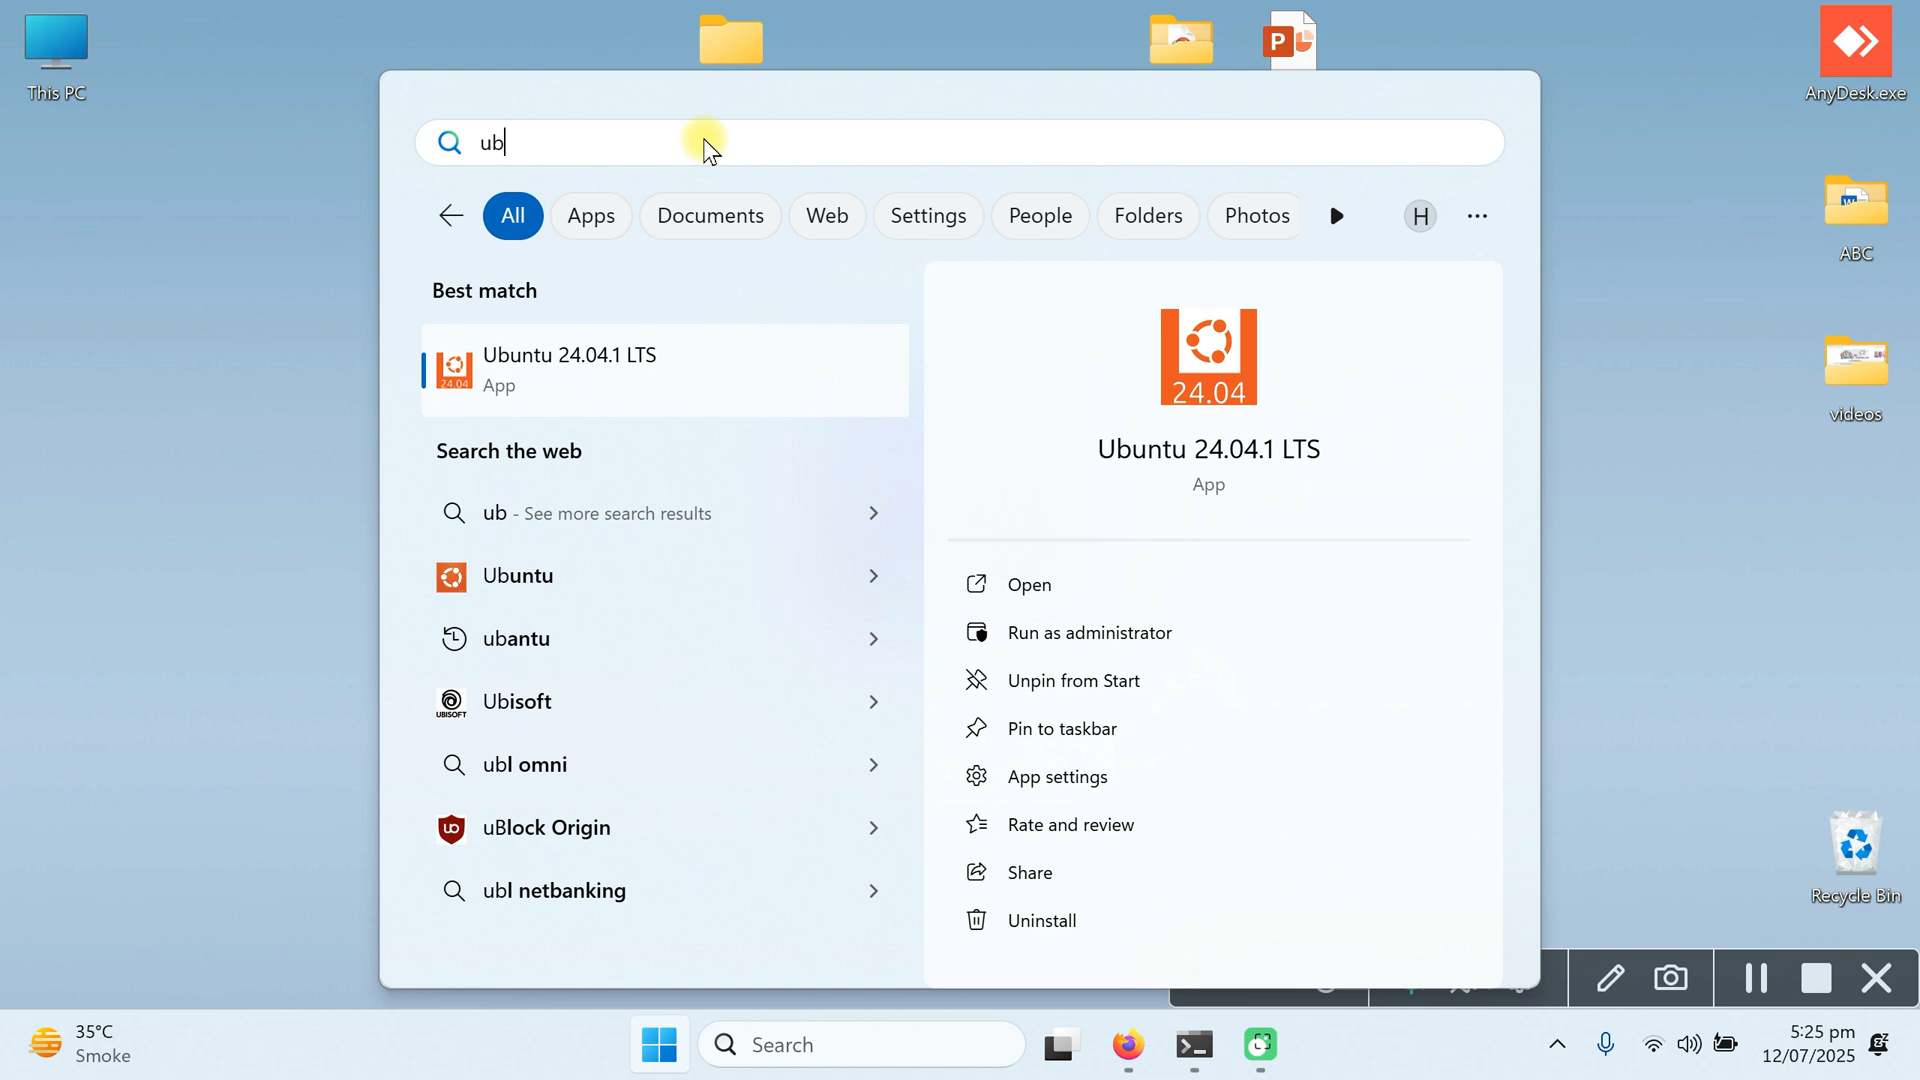 This PC
AnyDesk.exe
ub
All
Apps
Documents
Web
Settings
People
Folders
Photos
H
ABC
Best match
Ubuntu 24.04.1 LTS
App
24.04
24.04
Ubuntu 24.04.1 LTS
App
videos
Search the web
ub - See more search results
Ubuntu
ubantu
Ubisoft
UBISOFT
ubl omni
uBlock Origin
ubl netbanking
Open
Run as administrator
Unpin from Start
Pin to taskbar
App settings
Rate and review
Share
Uninstall
Recycle Bin
35°C
Smoke
Search
5:25 pm
12/07/2025